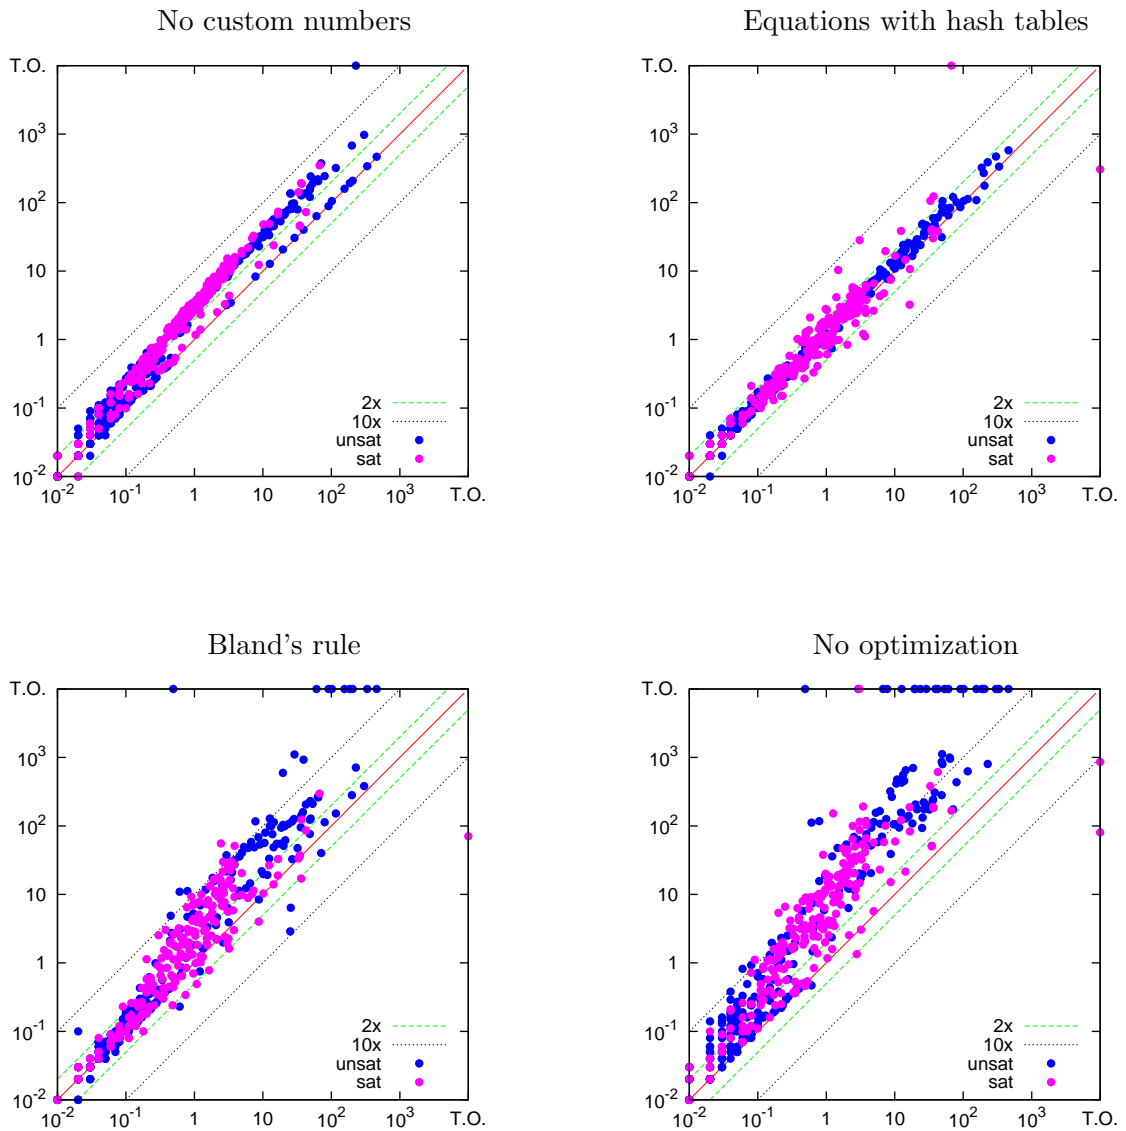 No custom numbers
T.O.
10^3
10^2
10
1
10^-1
10^-2
2x
10x
unsat
sat
10^-2 10^-1 1 10 10^2 10^3 T.O.
Equations with hash tables
T.O.
10^3
10^2
10
1
10^-1
10^-2
2x
10x
unsat
sat
10^-2 10^-1 1 10 10^2 10^3 T.O.
Bland's rule
T.O.
10^3
10^2
10
1
10^-1
10^-2
2x
10x
unsat
sat
10^-2 10^-1 1 10 10^2 10^3 T.O.
No optimization
T.O.
10^3
10^2
10
1
10^-1
10^-2
2x
10x
unsat
sat
10^-2 10^-1 1 10 10^2 10^3 T.O.